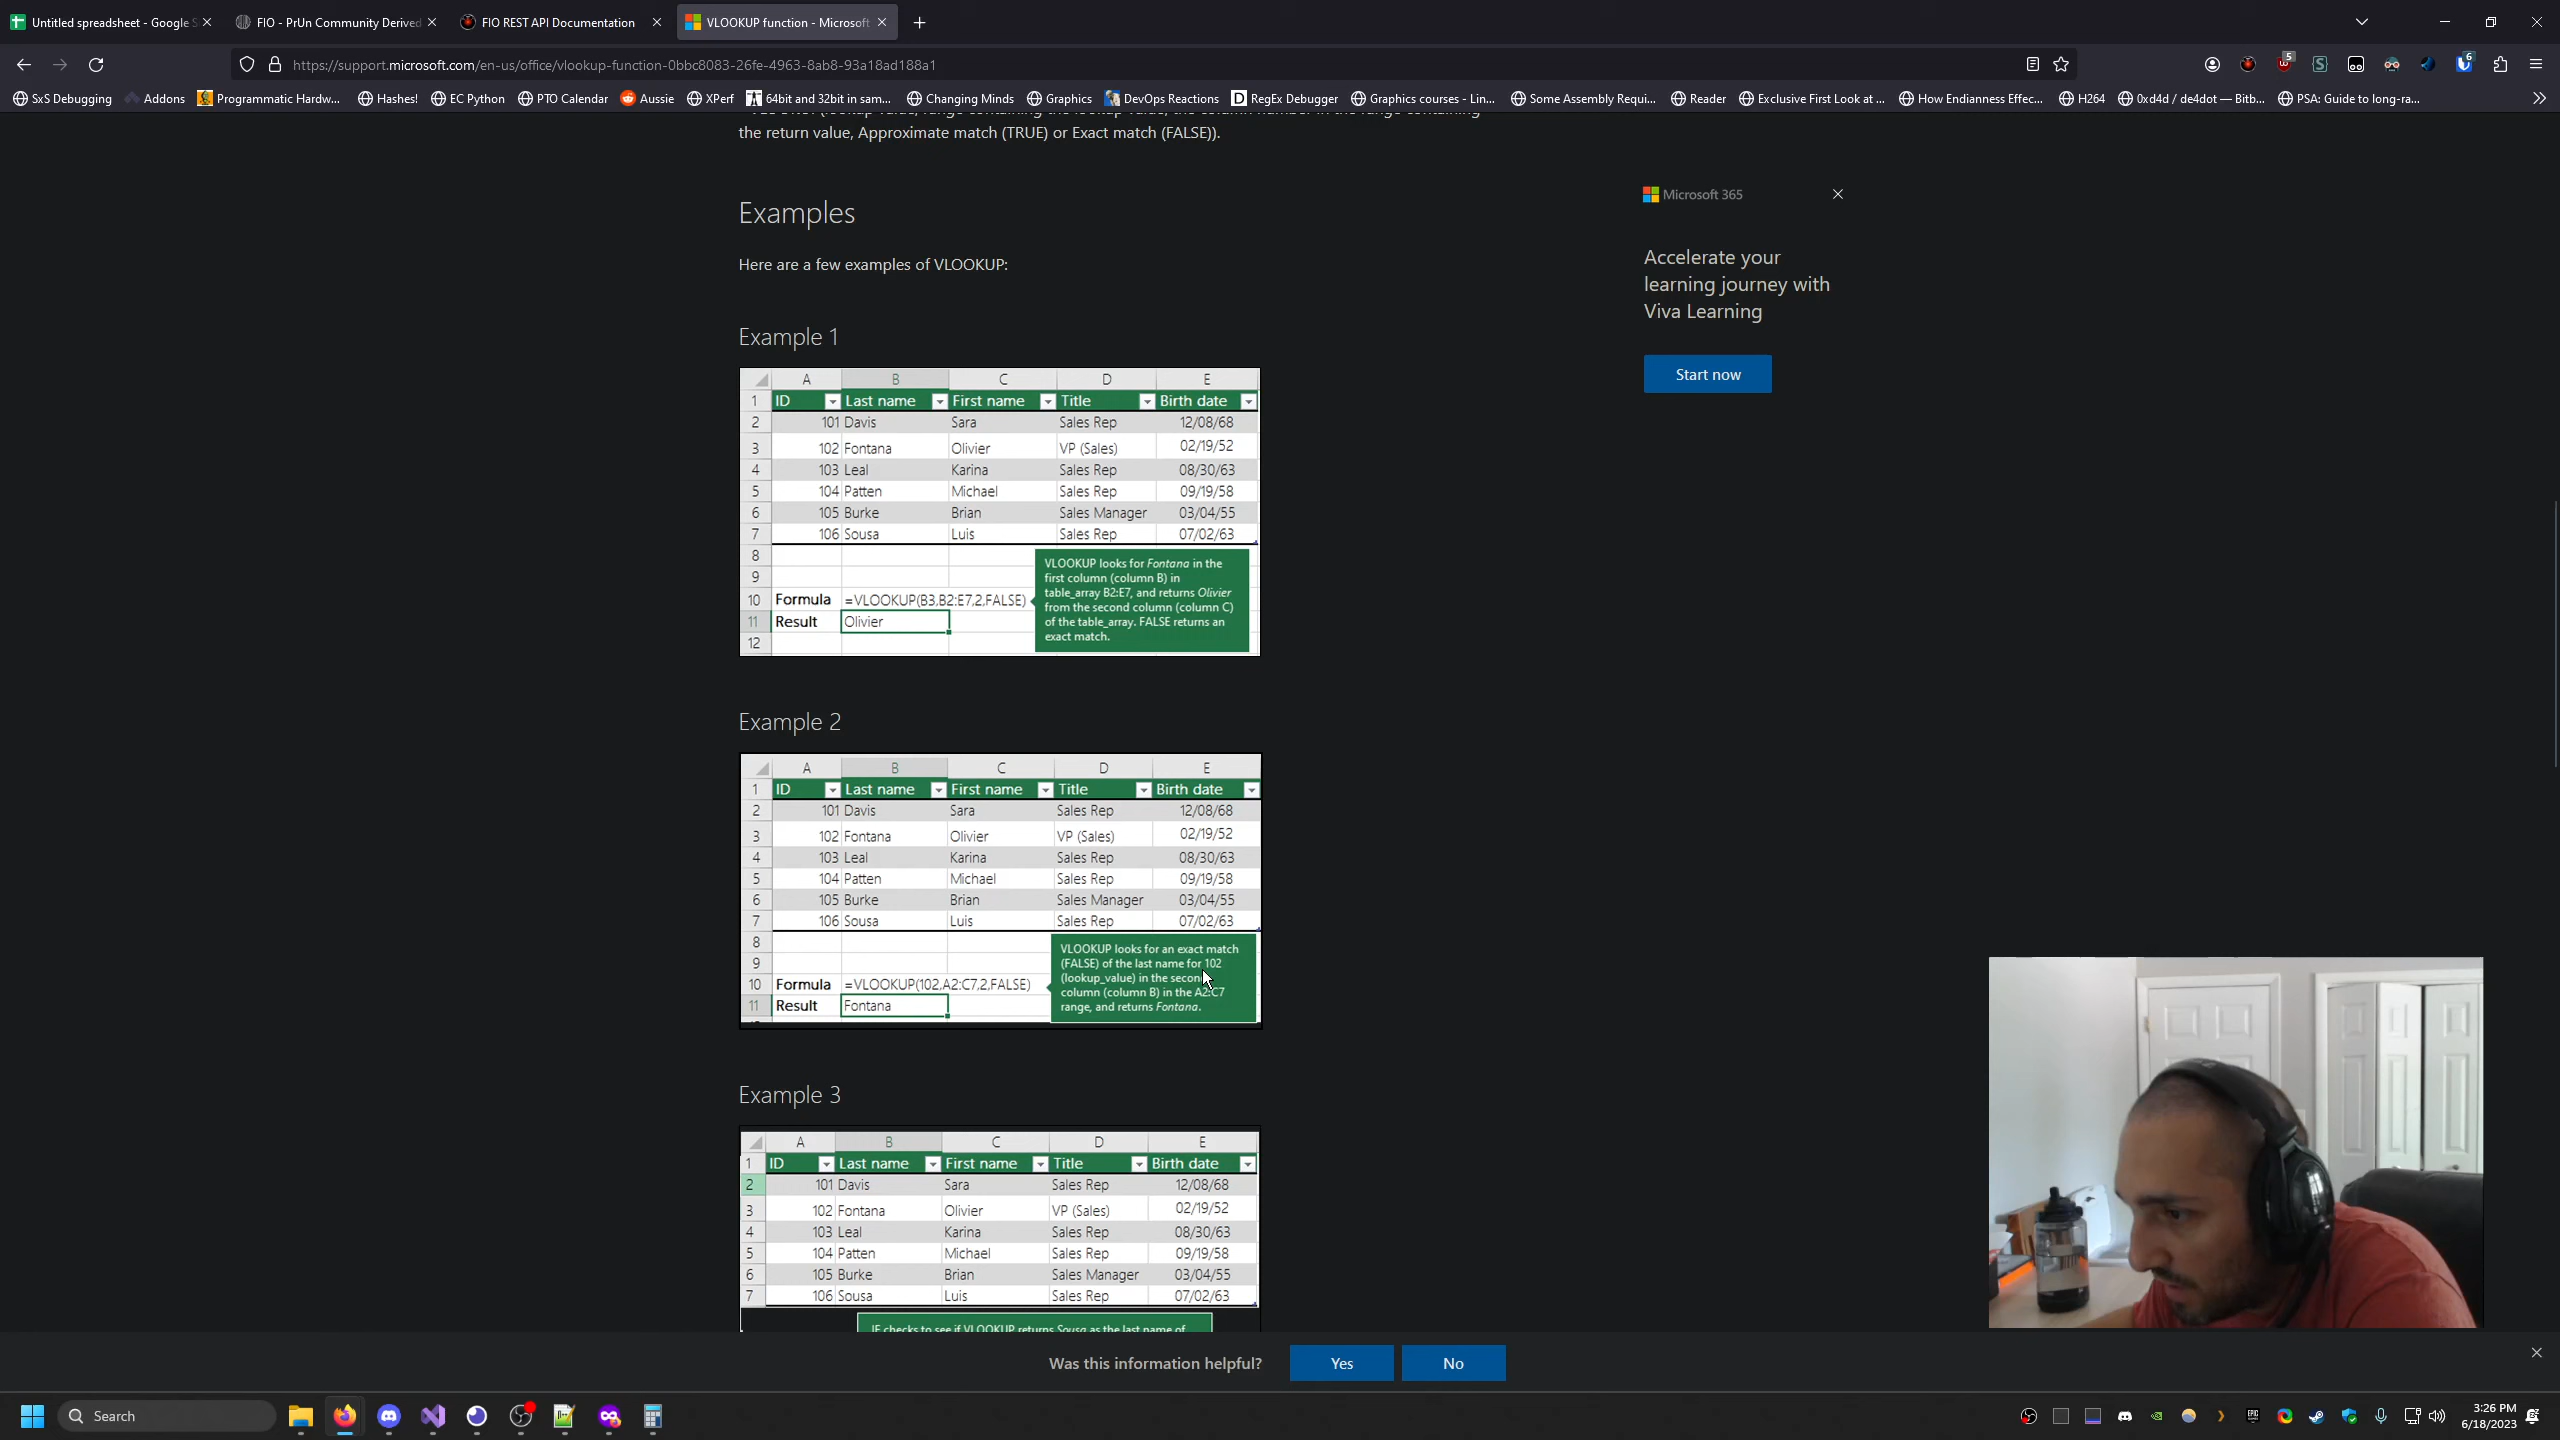 Untitled spreadsheet - Google S
FIO - PrUn Community Derived
FIO REST API Documentation
VLOOKUP function - Microsoft
https://support.microsoft.com/en-us/office/vlookup-function-0bbc8083-26fe-4963-8ab8-93a18ad188a1
5
6
SxS Debugging
Addons
Programmatic Hardw...
Hashes!
EC Python
PTO Calendar
Aussie
XPerf
64bit and 32bit in sam...
Changing Minds
Graphics
DevOps Reactions
RegEx Debugger
Graphics courses - Lin...
Some Assembly Requi...
Reader
Exclusive First Look at ...
How Endianness Effec...
H264
0xd4d / de4dot — Bitb...
PSA: Guide to long-ra...
the return value, Approximate match (TRUE) or Exact match (FALSE)).
Examples
Here are a few examples of VLOOKUP:
Microsoft 365
Accelerate your
learning journey with
Viva Learning
Start now
Example 1
A B C D E
1 ID Last name First name Title Birth date
2 101 Davis Sara Sales Rep 12/08/68
3 102 Fontana Olivier VP (Sales) 02/19/52
4 103 Leal Karina Sales Rep 08/30/63
5 104 Patten Michael Sales Rep 09/19/58
6 105 Burke Brian Sales Manager 03/04/55
7 106 Sousa Luis Sales Rep 07/02/63
8
9
10 Formula =VLOOKUP(B3,B2:E7,2,FALSE)
11 Result Olivier
12
VLOOKUP looks for Fontana in the
first column (column B) in
table_array B2:E7, and returns Olivier
from the second column (column C)
of the table_array. FALSE returns an
exact match.
Example 2
A B C D E
1 ID Last name First name Title Birth date
2 101 Davis Sara Sales Rep 12/08/68
3 102 Fontana Olivier VP (Sales) 02/19/52
4 103 Leal Karina Sales Rep 08/30/63
5 104 Patten Michael Sales Rep 09/19/58
6 105 Burke Brian Sales Manager 03/04/55
7 106 Sousa Luis Sales Rep 07/02/63
8
9
10 Formula =VLOOKUP(102,A2:C7,2,FALSE)
11 Result Fontana
VLOOKUP looks for an exact match
(FALSE) of the last name for 102
(lookup_value) in the second
column (column B) in the A2:C7
range, and returns Fontana.
Example 3
A B C D E
1 ID Last name First name Title Birth date
2 101 Davis Sara Sales Rep 12/08/68
3 102 Fontana Olivier VP (Sales) 02/19/52
4 103 Leal Karina Sales Rep 08/30/63
5 104 Patten Michael Sales Rep 09/19/58
6 105 Burke Brian Sales Manager 03/04/55
7 106 Sousa Luis Sales Rep 07/02/63
IF checks to see if VLOOKUP returns Sousa as the last name of
Was this information helpful?
Yes
No
Search
3:26 PM
6/18/2023